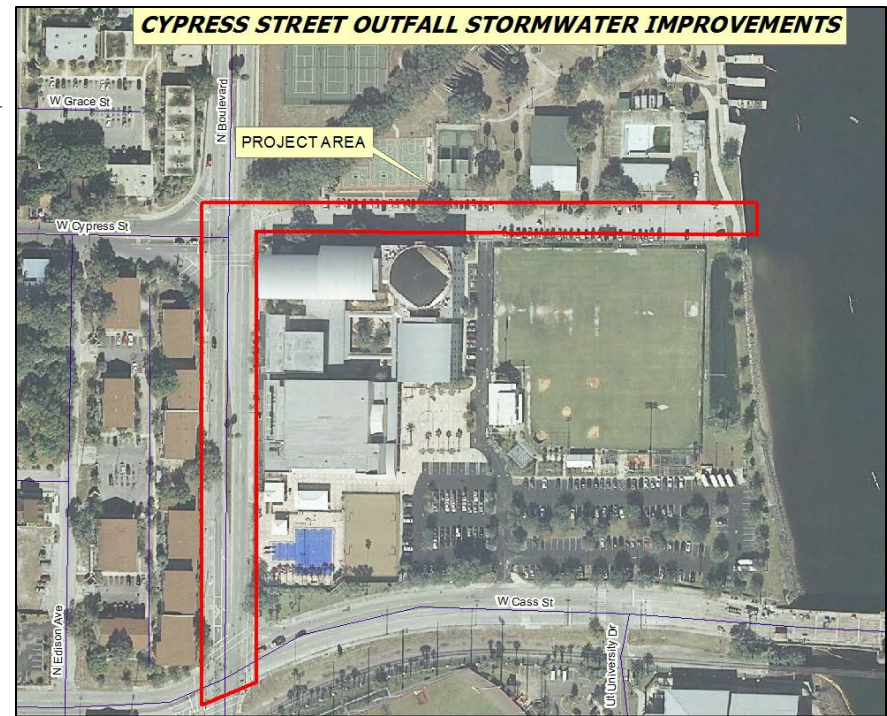 CYPRESS STREET OUTFALL STORMWATER IMPROVEMENTS
W Grace St
N Boulevard
PROJECT AREA
W Cypress St
W Cass St
N Edison Ave
Ut University Dr